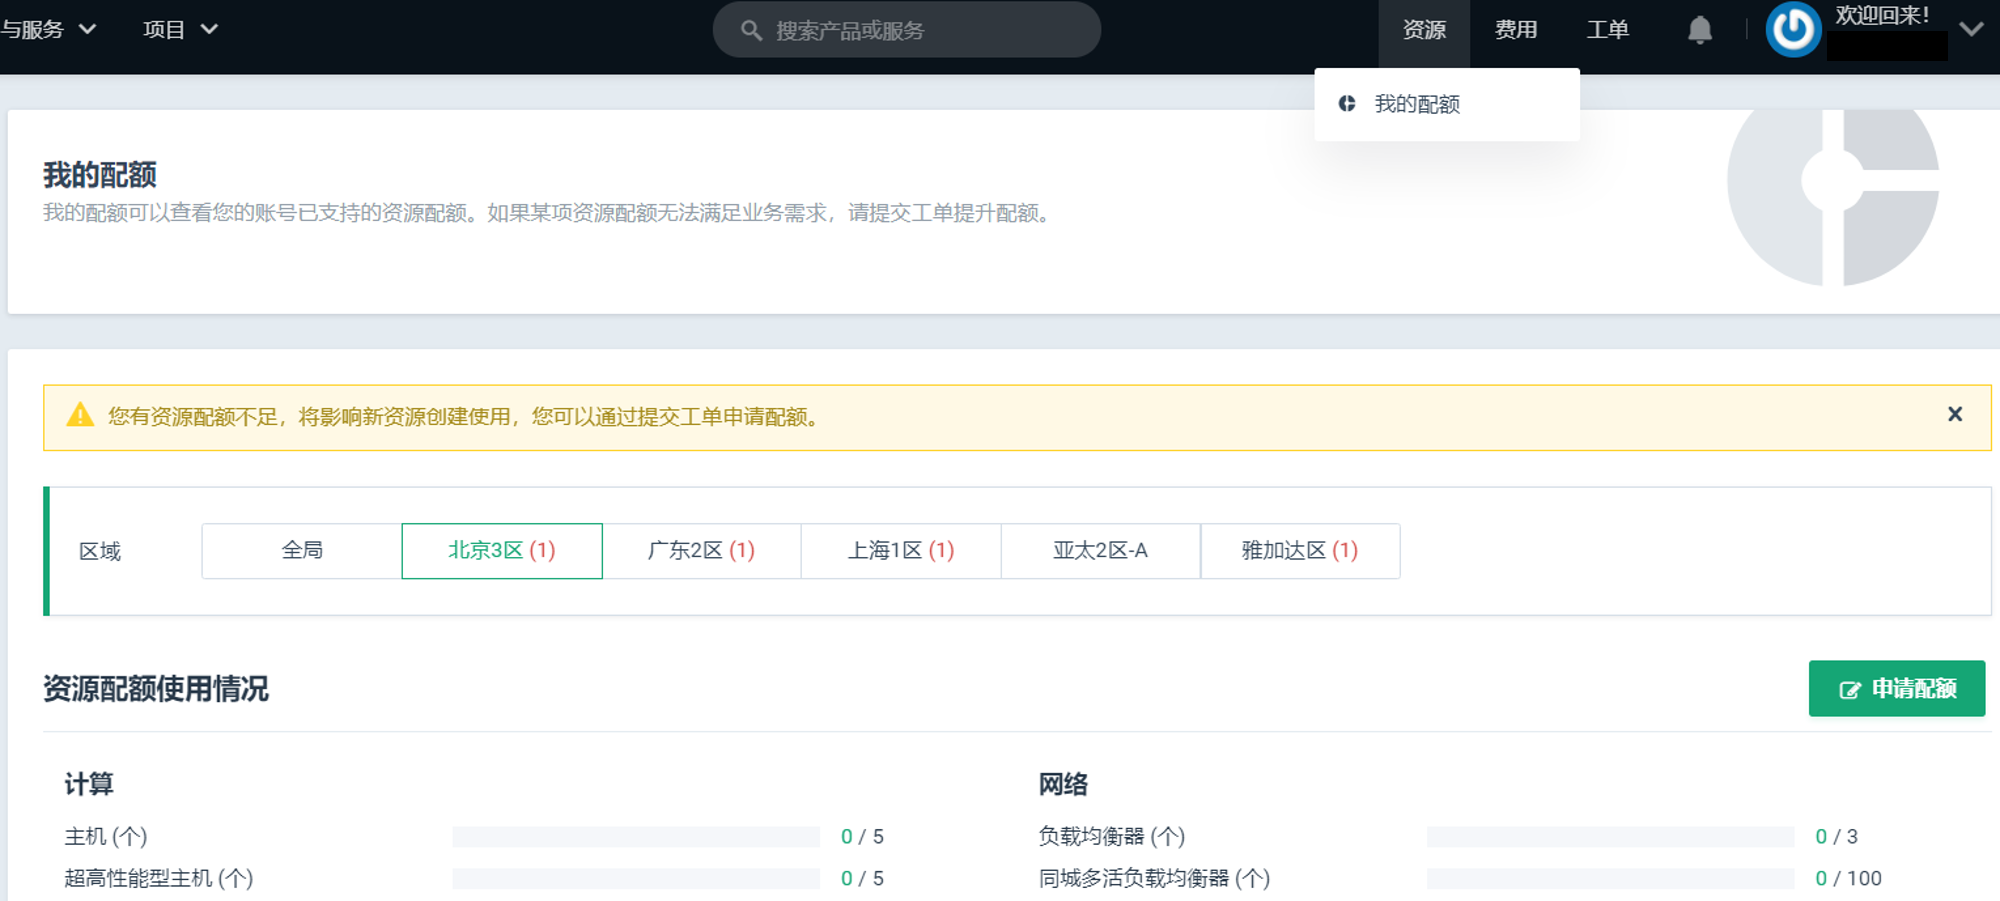 与服务
项目
搜索产品或服务
资源
费用
工单
欢迎回来!
我的配额
我的配额
我的配额可以查看您的账号已支持的资源配额。如果某项资源配额无法满足业务需求，请提交工单提升配额。
您有资源配额不足，将影响新资源创建使用，您可以通过提交工单申请配额。
区域
全局
北京3区 (1)
广东2区 (1)
上海1区 (1)
亚太2区-A
雅加达区 (1)
资源配额使用情况
申请配额
计算
主机 (个)
0 / 5
超高性能型主机 (个)
0 / 5
网络
负载均衡器 (个)
0 / 3
同城多活负载均衡器 (个)
0 / 100